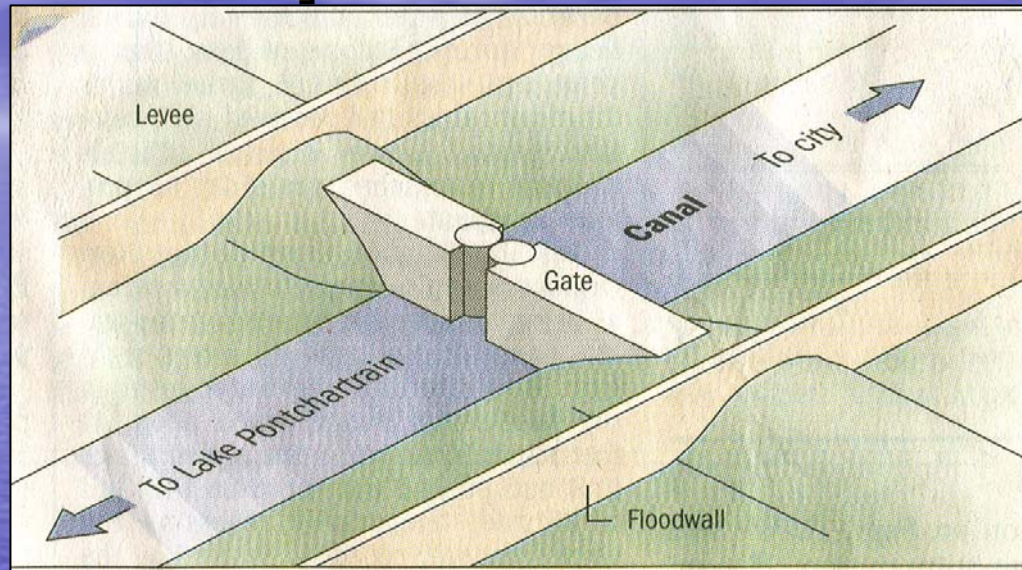 Levee
To city
Canal
Gate
To Lake Pontchartrain
Floodwall